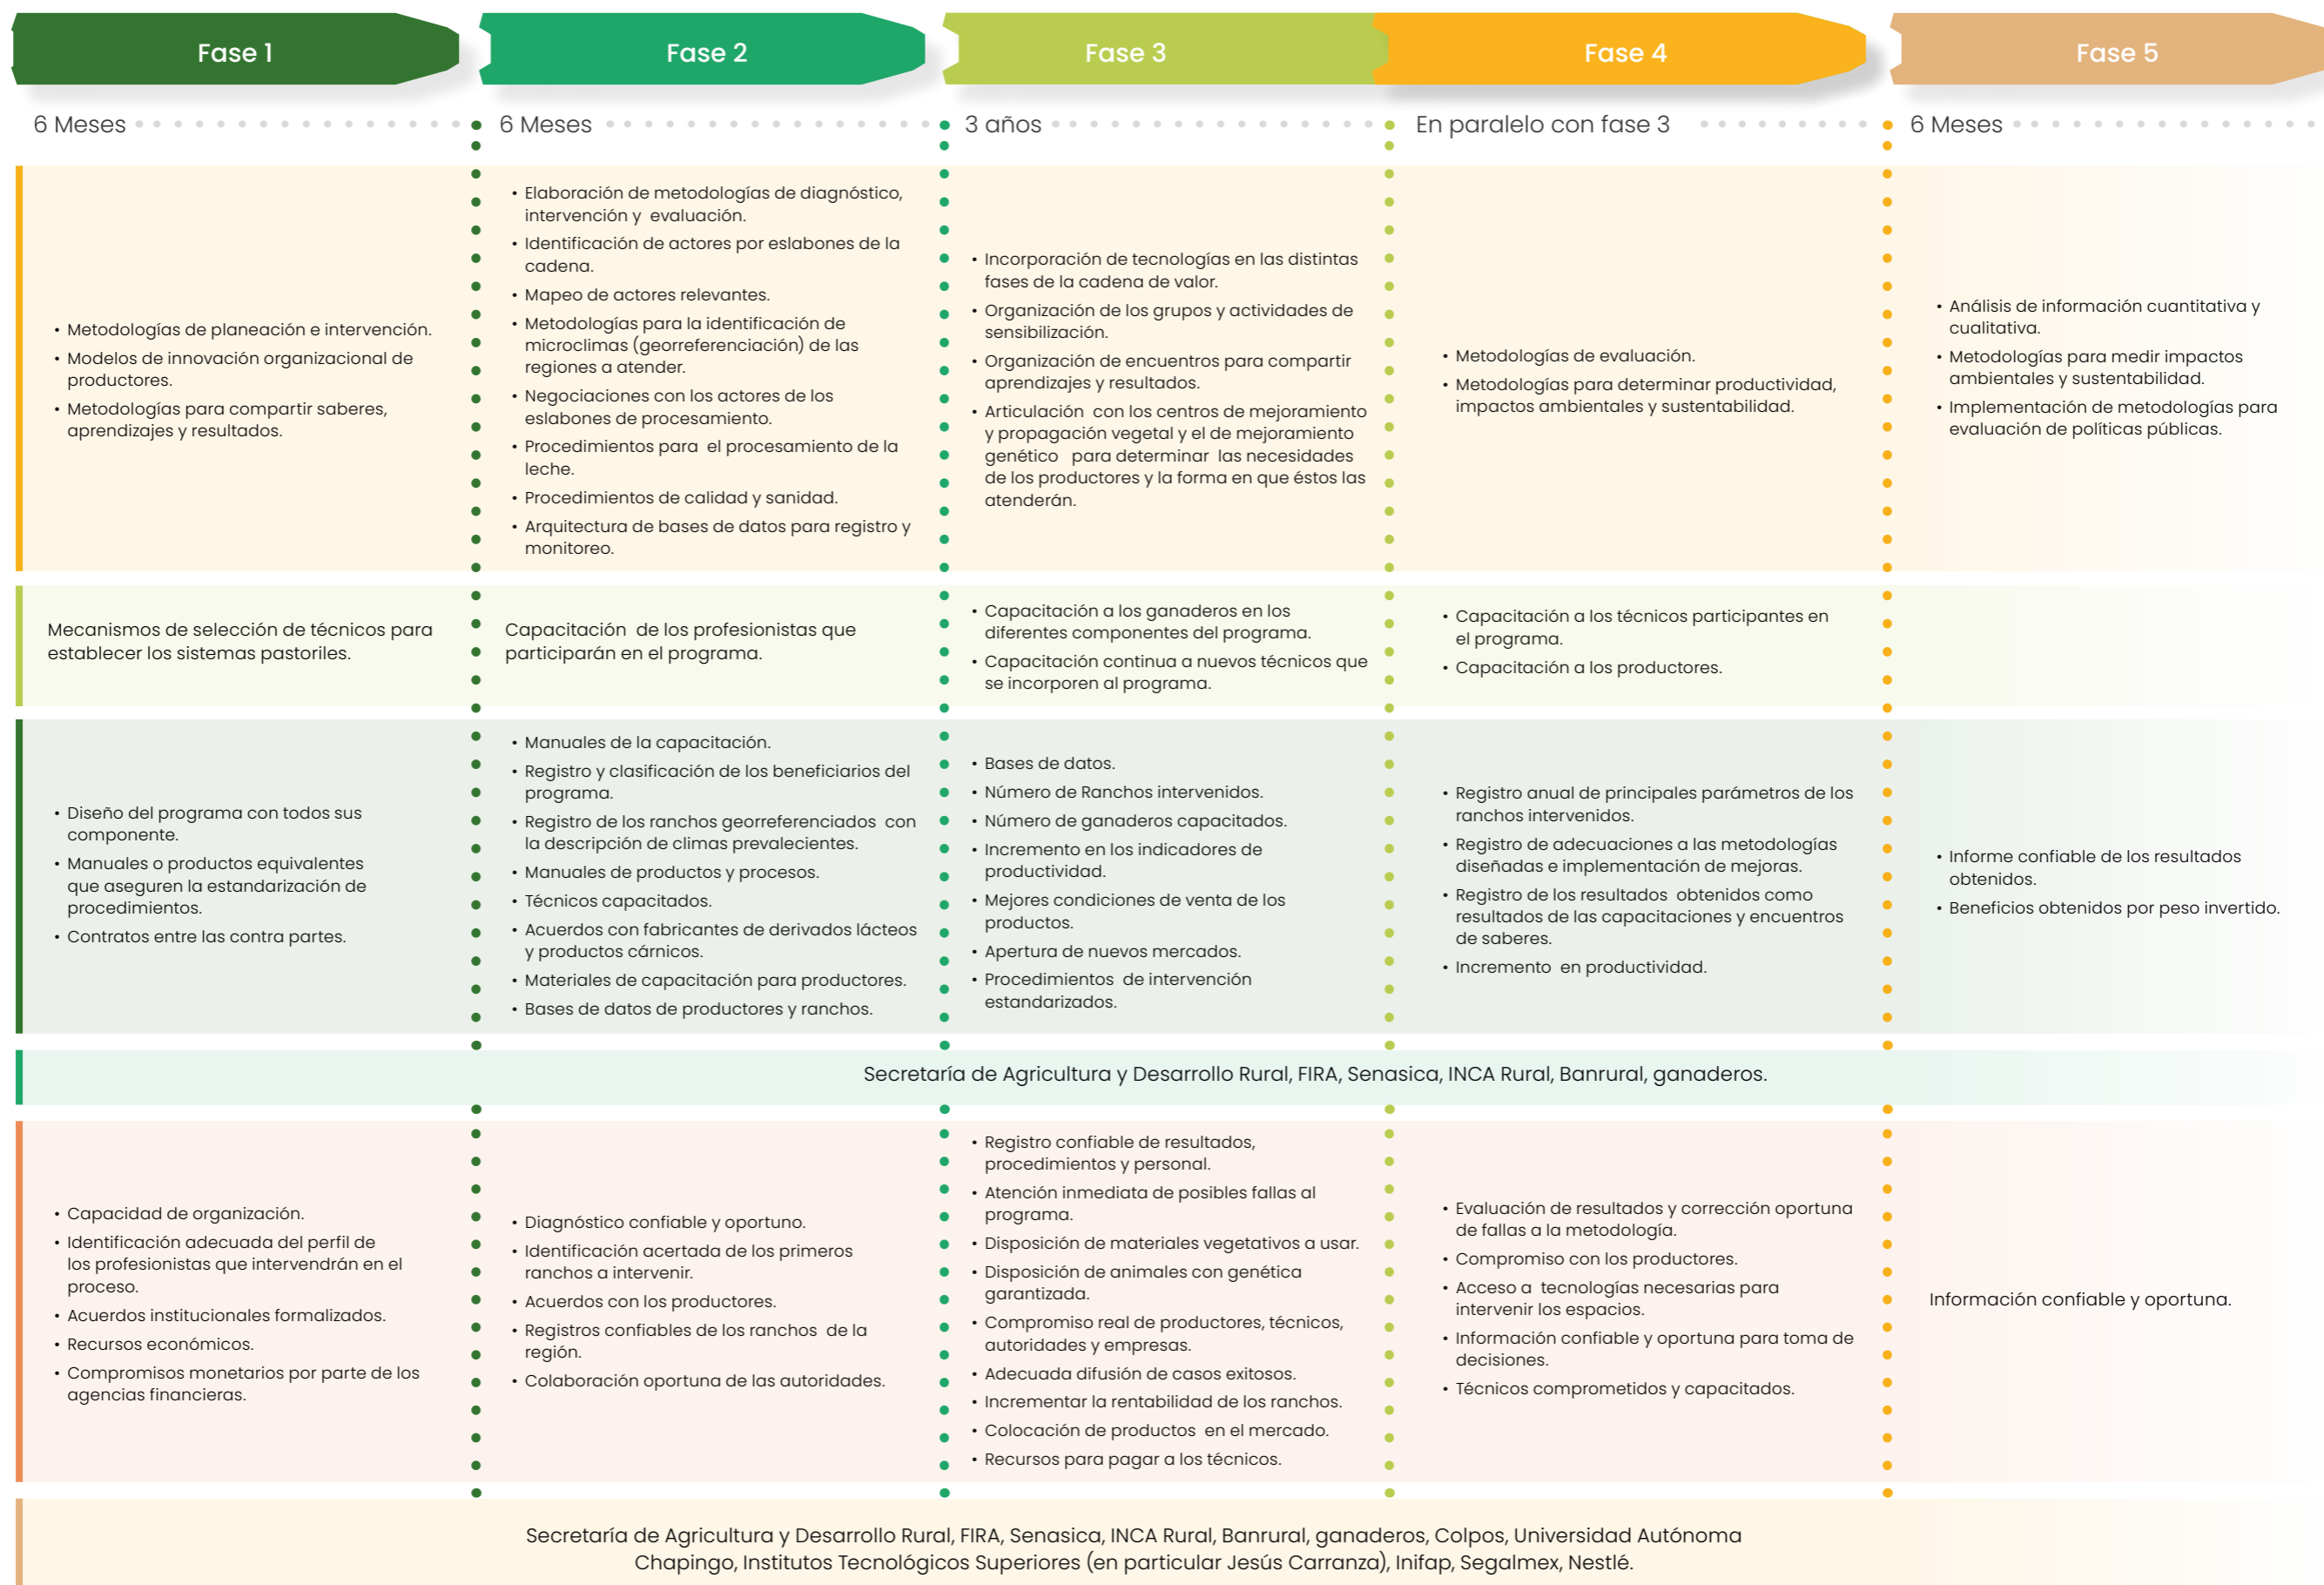 Fase 1
Fase 2
Fase 3
Fase 4
Fase 5
6 Meses
6 Meses
3 años
En paralelo con fase 3
6 Meses
• Metodologías de planeación e intervención.
• Modelos de innovación organizacional de
productores.
• Metodologías para compartir saberes,
aprendizajes y resultados.
• Elaboración de metodologías de diagnóstico,
intervención y evaluación.
• Identificación de actores por eslabones de la
cadena.
• Mapeo de actores relevantes.
• Metodologías para la identificación de
microclimas (georreferenciación) de las
regiones a atender.
• Negociaciones con los actores de los
eslabones de procesamiento.
• Procedimientos para el procesamiento de la
leche.
• Procedimientos de calidad y sanidad.
• Arquitectura de bases de datos para registro y
monitoreo.
• Incorporación de tecnologías en las distintas
fases de la cadena de valor.
• Organización de los grupos y actividades de
sensibilización.
• Organización de encuentros para compartir
aprendizajes y resultados.
• Articulación con los centros de mejoramiento
y propagación vegetal y el de mejoramiento
genético para determinar las necesidades
de los productores y la forma en que éstos las
atenderán.
• Metodologías de evaluación.
• Metodologías para determinar productividad,
impactos ambientales y sustentabilidad.
• Análisis de información cuantitativa y
cualitativa.
• Metodologías para medir impactos
ambientales y sustentabilidad.
• Implementación de metodologías para
evaluación de políticas públicas.
Mecanismos de selección de técnicos para
establecer los sistemas pastoriles.
Capacitación de los profesionistas que
participarán en el programa.
• Capacitación a los ganaderos en los
diferentes componentes del programa.
• Capacitación continua a nuevos técnicos que
se incorporen al programa.
• Capacitación a los técnicos participantes en
el programa.
• Capacitación a los productores.
• Diseño del programa con todos sus
componente.
• Manuales o productos equivalentes
que aseguren la estandarización de
procedimientos.
• Contratos entre las contra partes.
• Manuales de la capacitación.
• Registro y clasificación de los beneficiarios del
programa.
• Registro de los ranchos georreferenciados con
la descripción de climas prevalecientes.
• Manuales de productos y procesos.
• Técnicos capacitados.
• Acuerdos con fabricantes de derivados lácteos
y productos cárnicos.
• Materiales de capacitación para productores.
• Bases de datos de productores y ranchos.
• Bases de datos.
• Número de Ranchos intervenidos.
• Número de ganaderos capacitados.
• Incremento en los indicadores de
productividad.
• Mejores condiciones de venta de los
productos.
• Apertura de nuevos mercados.
• Procedimientos de intervención
estandarizados.
• Registro anual de principales parámetros de los
ranchos intervenidos.
• Registro de adecuaciones a las metodologías
diseñadas e implementación de mejoras.
• Registro de los resultados obtenidos como
resultados de las capacitaciones y encuentros
de saberes.
• Incremento en productividad.
• Informe confiable de los resultados
obtenidos.
• Beneficios obtenidos por peso invertido.
Secretaría de Agricultura y Desarrollo Rural, FIRA, Senasica, INCA Rural, Banrural, ganaderos.
• Capacidad de organización.
• Identificación adecuada del perfil de
los profesionistas que intervendrán en el
proceso.
• Acuerdos institucionales formalizados.
• Recursos económicos.
• Compromisos monetarios por parte de los
agencias financieras.
• Diagnóstico confiable y oportuno.
• Identificación acertada de los primeros
ranchos a intervenir.
• Acuerdos con los productores.
• Registros confiables de los ranchos de la
región.
• Colaboración oportuna de las autoridades.
• Registro confiable de resultados,
procedimientos y personal.
• Atención inmediata de posibles fallas al
programa.
• Disposición de materiales vegetativos a usar.
• Disposición de animales con genética
garantizada.
• Compromiso real de productores, técnicos,
autoridades y empresas.
• Adecuada difusión de casos exitosos.
• Incrementar la rentabilidad de los ranchos.
• Colocación de productos en el mercado.
• Recursos para pagar a los técnicos.
• Evaluación de resultados y corrección oportuna
de fallas a la metodología.
• Compromiso con los productores.
• Acceso a tecnologías necesarias para
intervenir los espacios.
• Información confiable y oportuna para toma de
decisiones.
• Técnicos comprometidos y capacitados.
Información confiable y oportuna.
Secretaría de Agricultura y Desarrollo Rural, FIRA, Senasica, INCA Rural, Banrural, ganaderos, Colpos, Universidad Autónoma
Chapingo, Institutos Tecnológicos Superiores (en particular Jesús Carranza), Inifap, Segalmex, Nestlé.